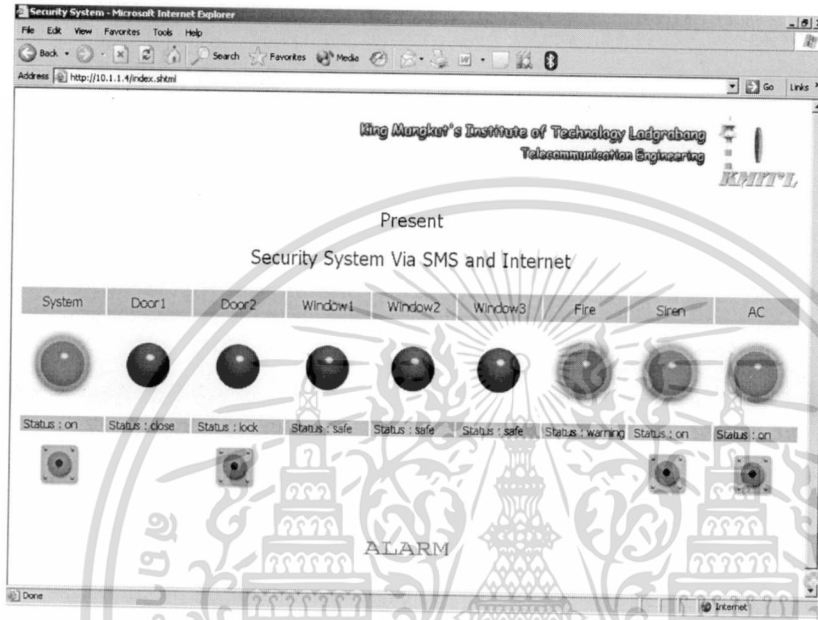 Security System - Microsoft Internet Explorer
File Edit View Favorites Tools Help
Back Search Favorites Media
Address http://10.1.1.4/index.shtml Go Links
King Mungkut's Institute of Technology Ladgrabang
Telecommunication Engineering
KMIT'L
Present
Security System Via SMS and Internet
System Door1 Door2 Window1 Window2 Window3 Fire Siren AC
Status : on Status : close Status : lock Status : safe Status : safe Status : safe Status : warning Status : on Status : on
ALARM
Done Internet